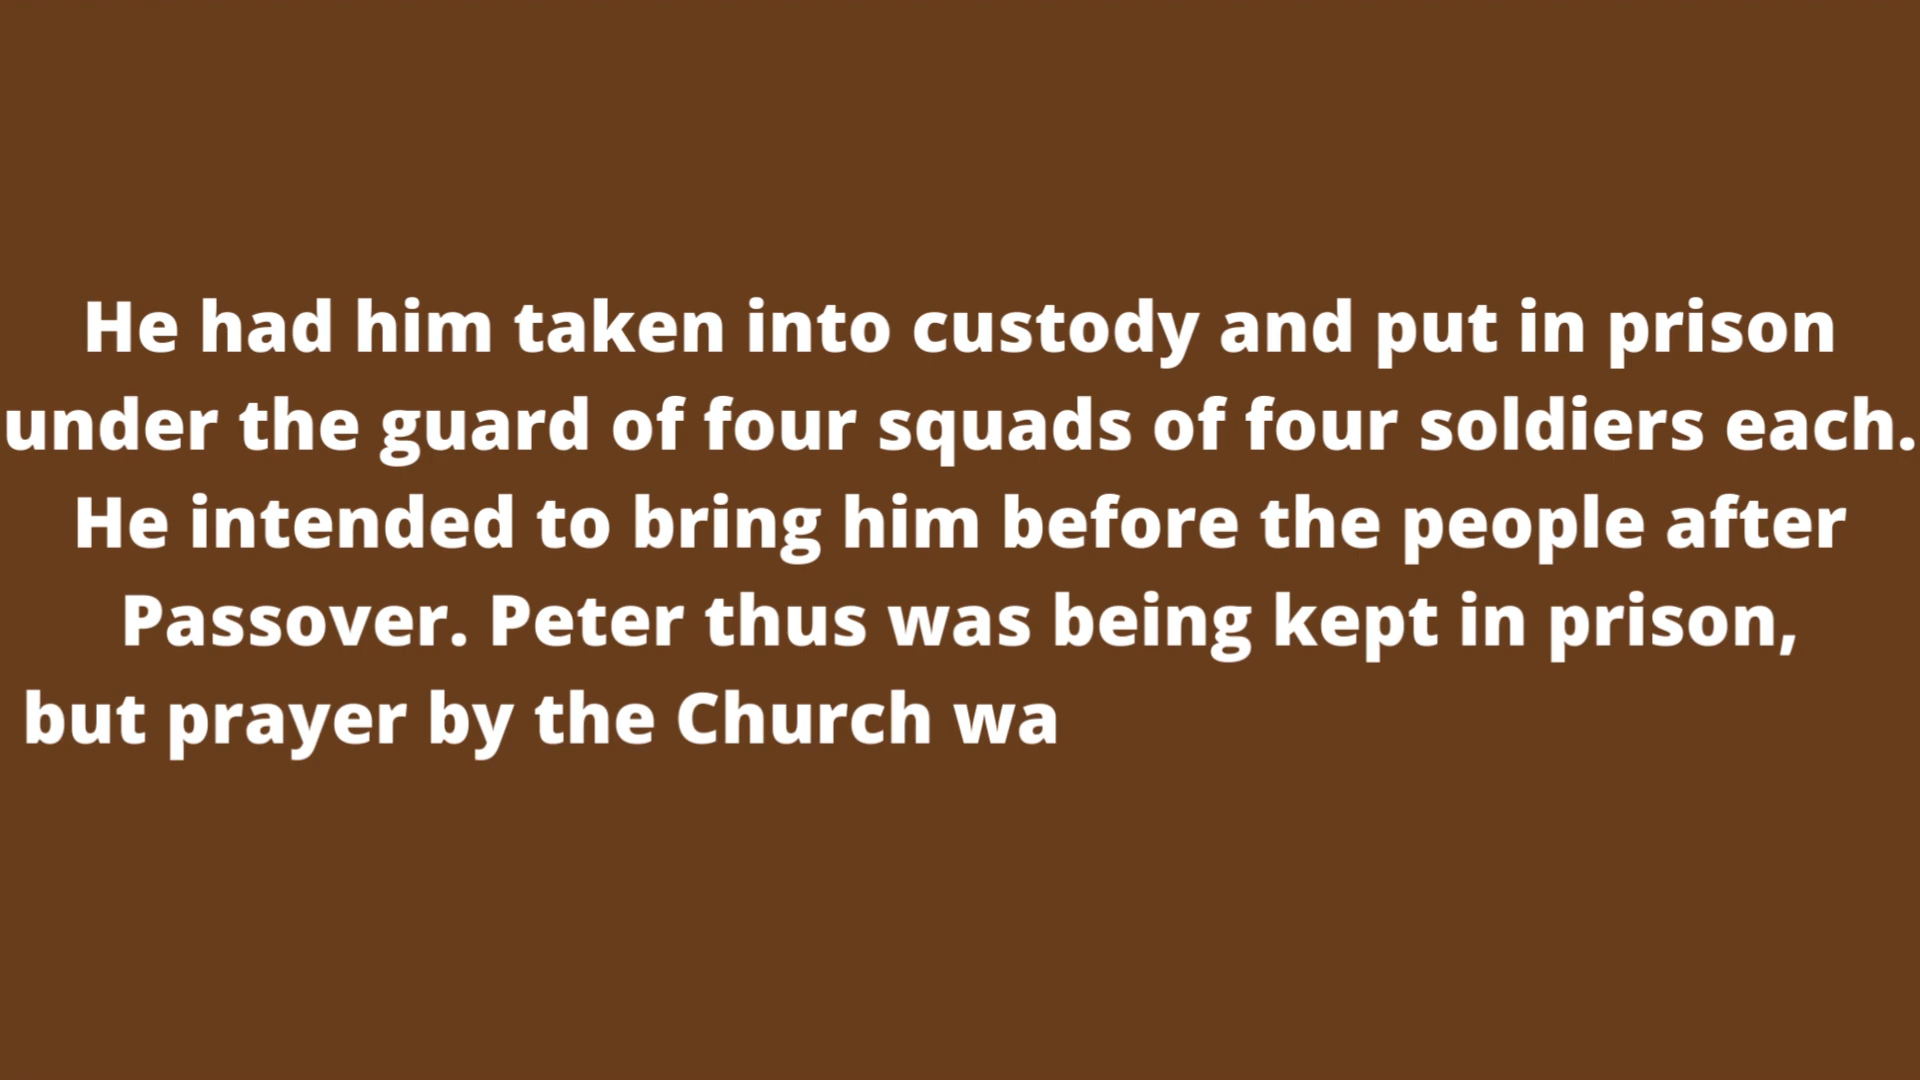 He had him taken into custody and put in prison
under the guard of four squads of four soldiers each.
He intended to bring him before the people after
Passover. Peter thus was being kept in prison,
but prayer by the Church wa